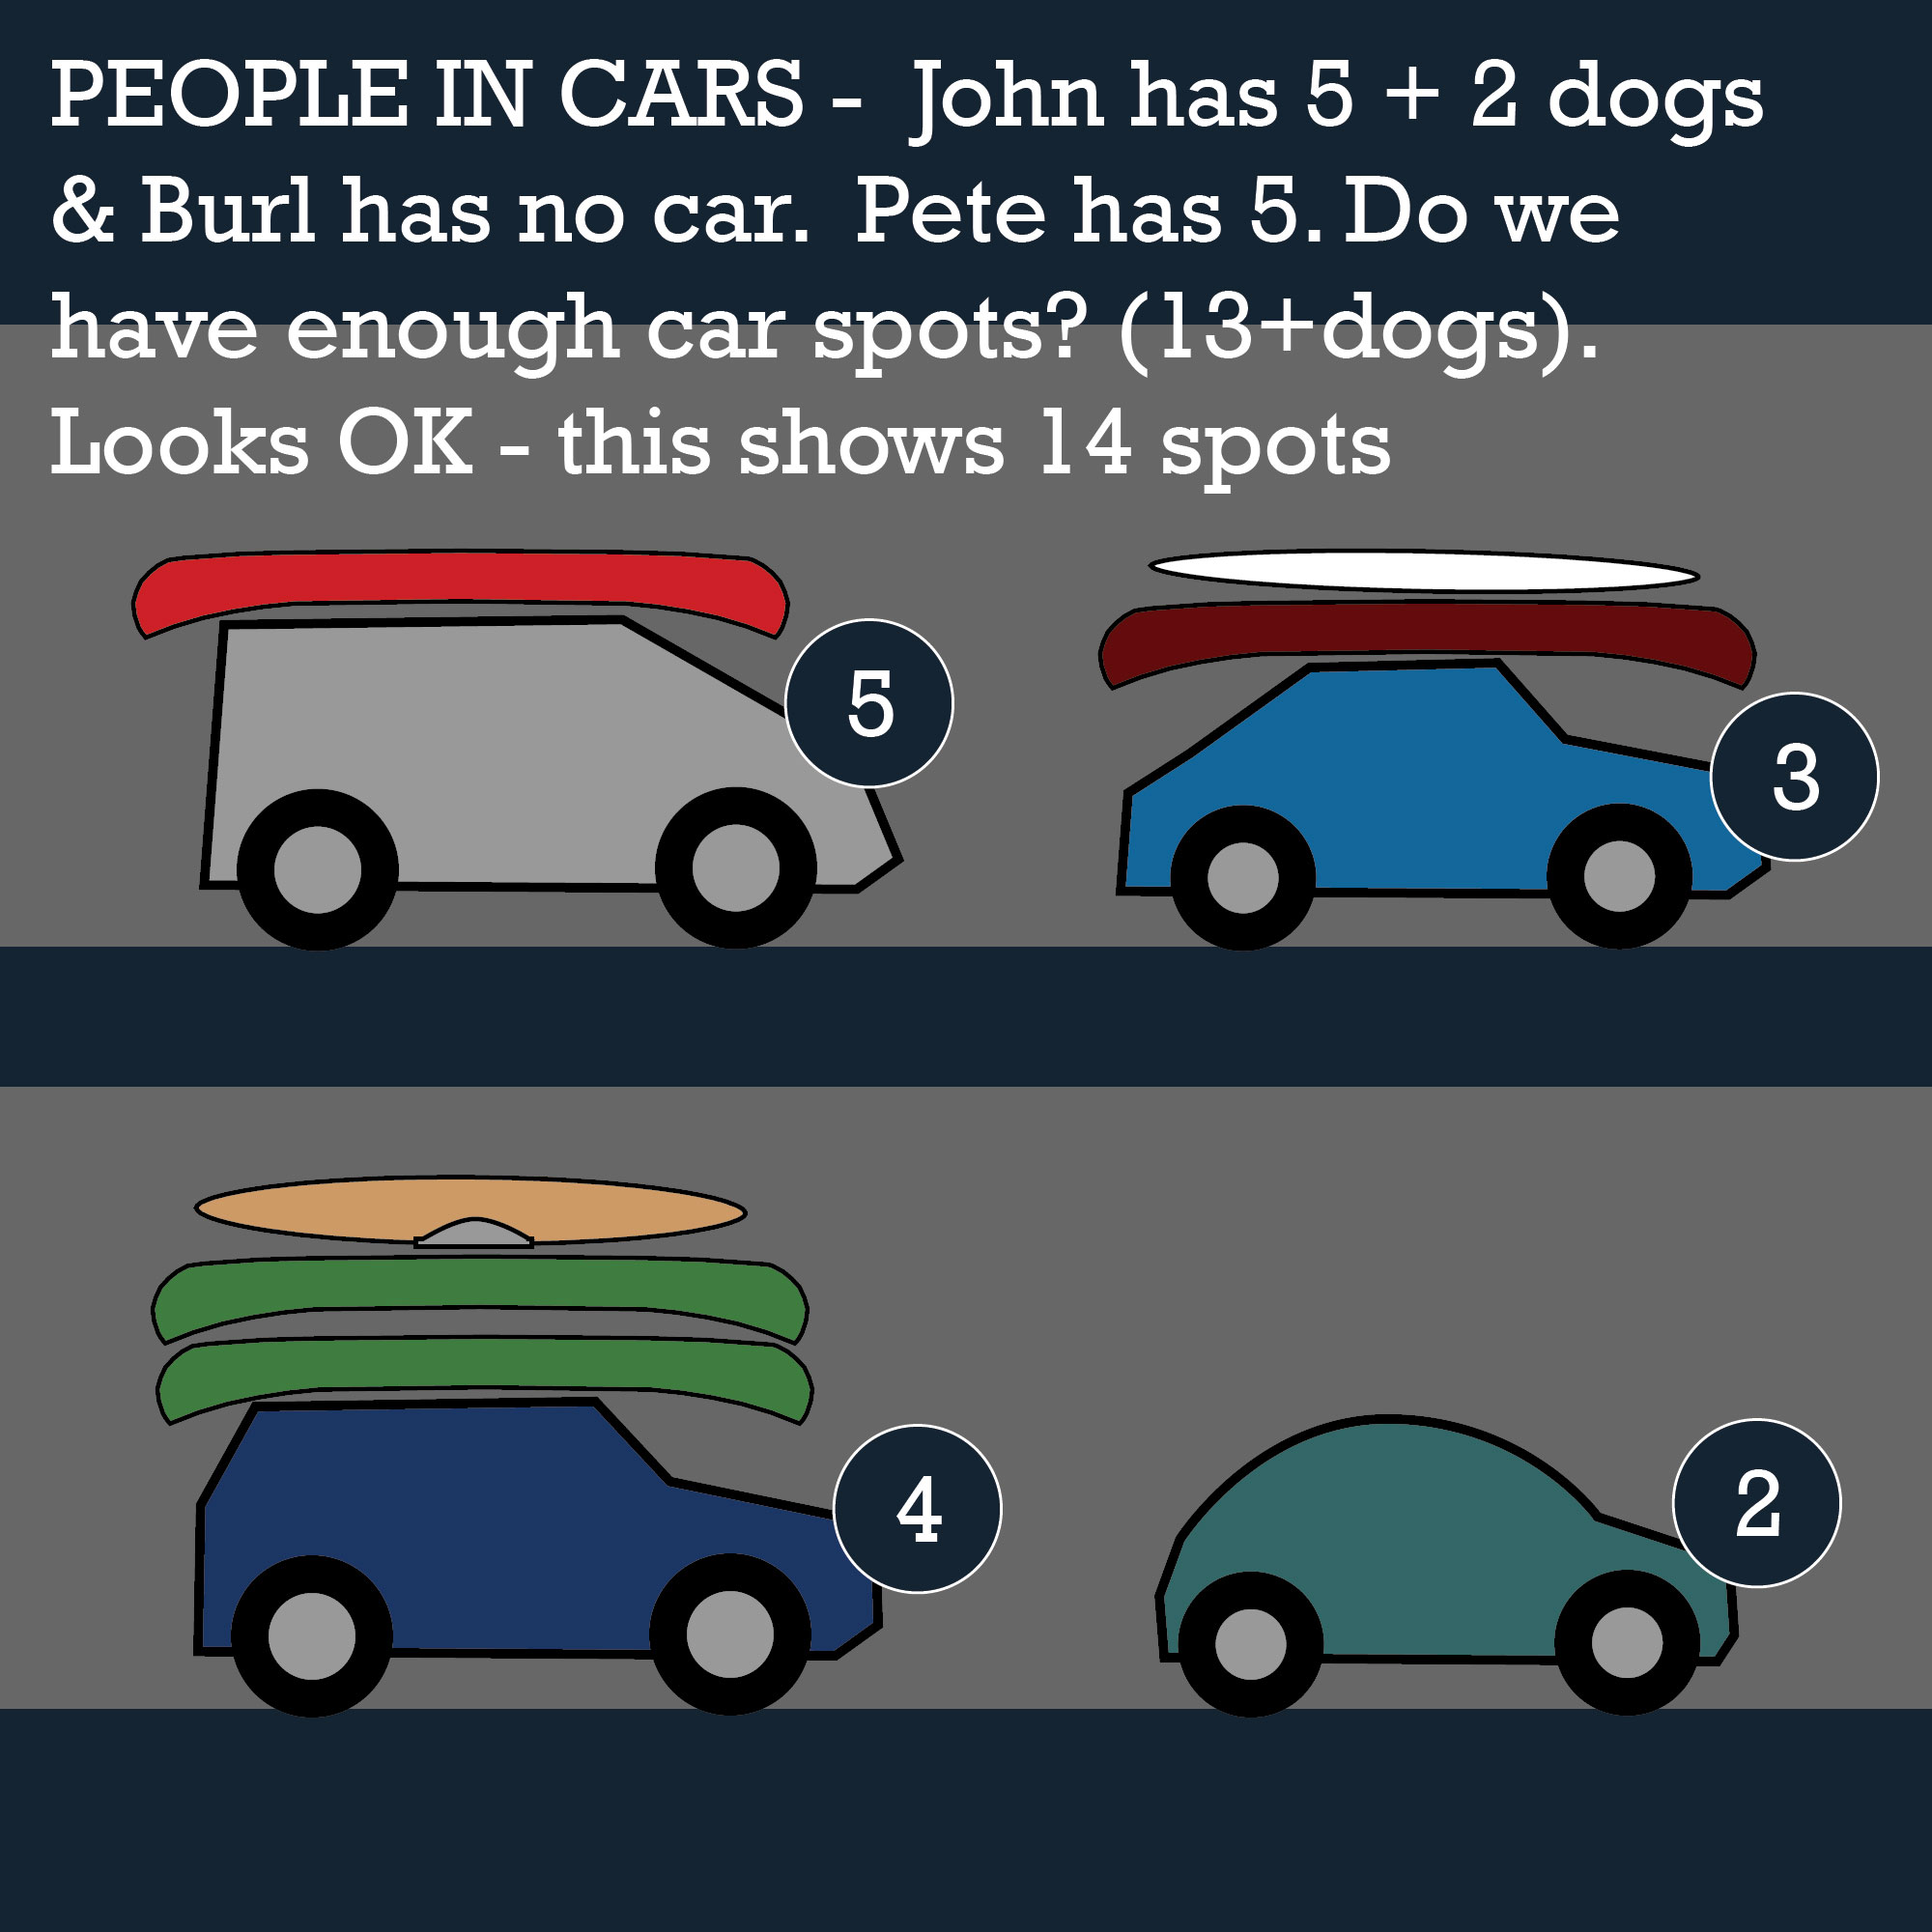 PEOPLE IN CARS - John has 5 + 2 dogs
& Burl has no car. Pete has 5. Do we
have enough car spots? (13+dogs).
Looks OK - this shows 14 spots
5
3
4
2